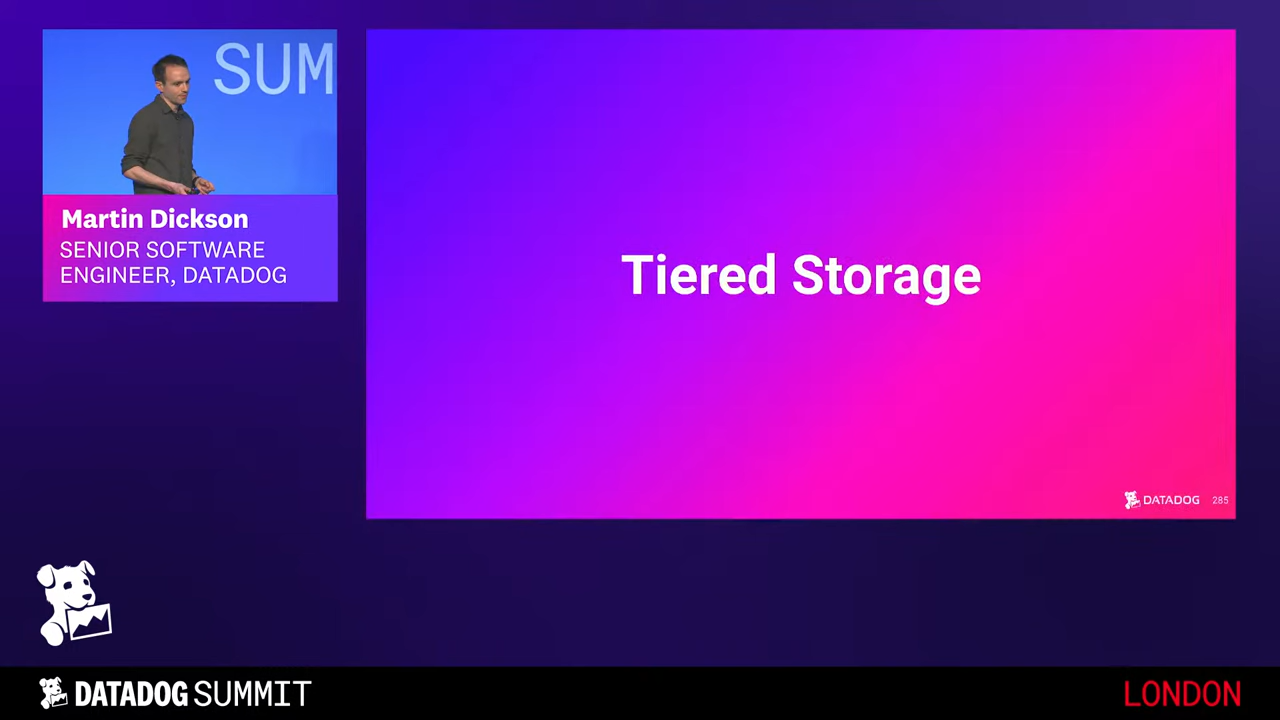 SUM
Martin Dickson
SENIOR SOFTWARE
ENGINEER, DATADOG
Tiered Storage
DATADOG 285
DATADOG SUMMIT
LONDON